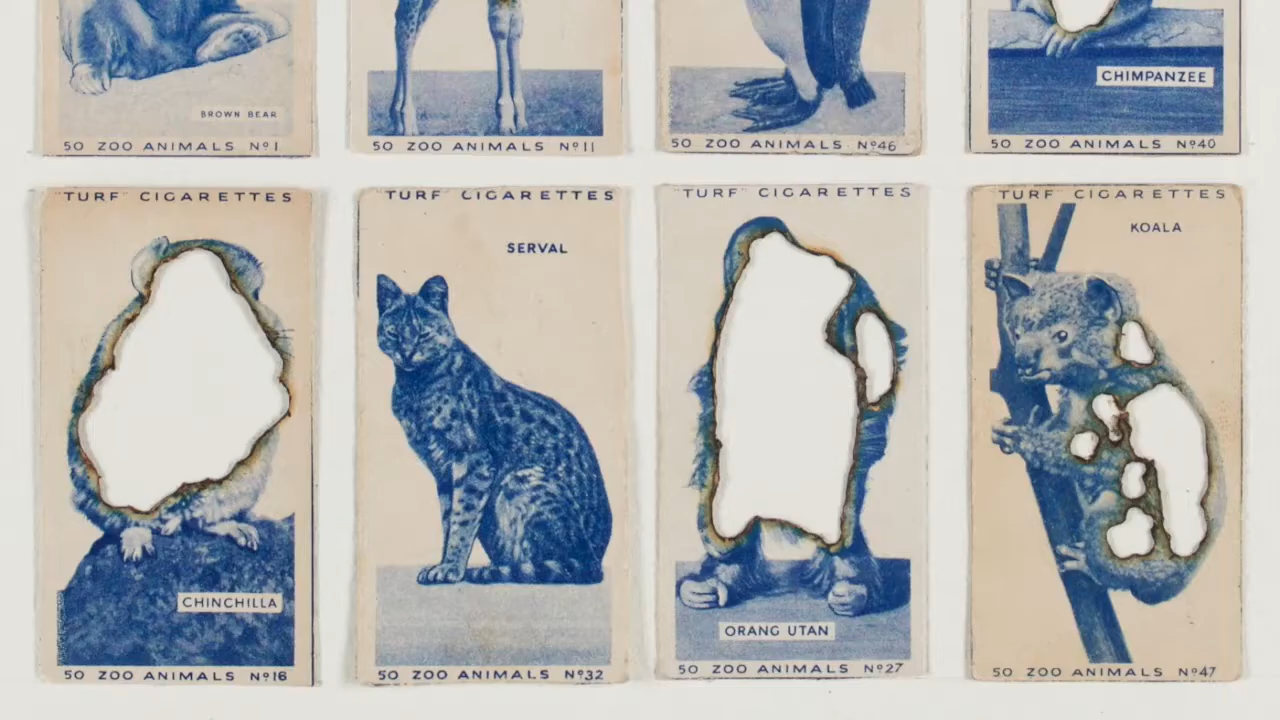 BROWN BEAR
50 ZOO ANIMALS Nº1
50 ZOO ANIMALS Nº11
50 ZOO ANIMALS Nº46
CHIMPANZEE
50 ZOO ANIMALS Nº40
"TURF" CIGARETTES
CHINCHILLA
50 ZOO ANIMALS Nº16
"TURF" CIGARETTES
SERVAL
50 ZOO ANIMALS Nº32
"TURF" CIGARETTES
ORANG UTAN
50 ZOO ANIMALS Nº27
"TURF" CIGARETTES
KOALA
50 ZOO ANIMALS Nº47